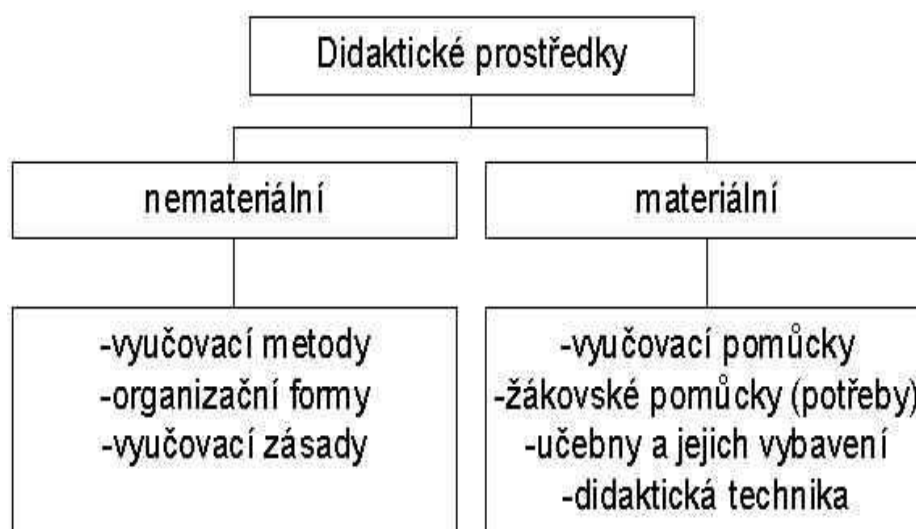 Didaktické prostředky
nemateriální
materiální
-vyučovací metody
-organizační formy
-vyučovací zásady
-vyučovací pomůcky
-žákovské pomůcky (potřeby)
-učebny a jejich vybavení
-didaktická technika